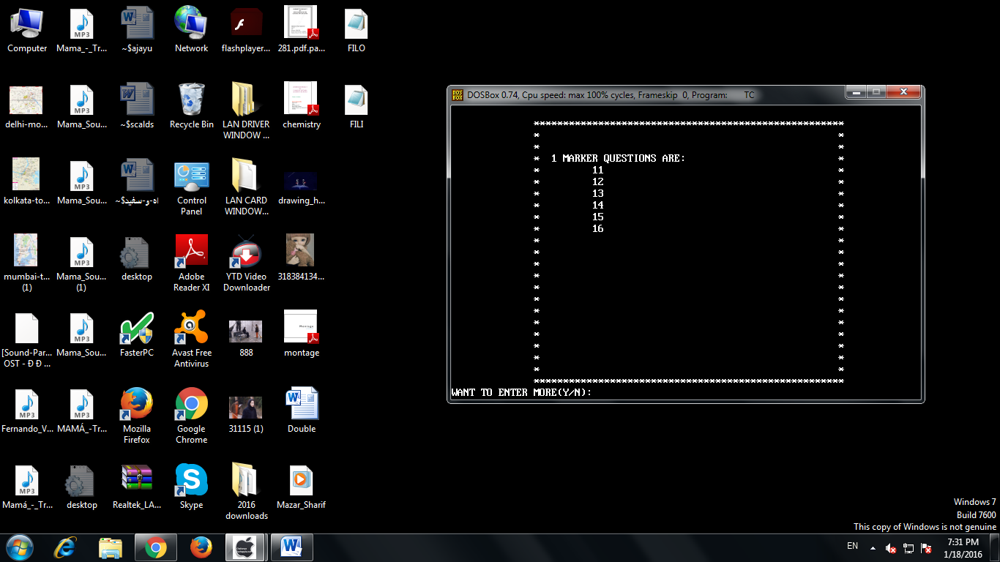 Computer
Mama_-_Tr...
~$ajayu
Network
flashplayer...
281.pdf.pa...
FILO
delhi-mo...
Mama_Sou...
~$scalds
Recycle Bin
LAN DRIVER
WINDOW ...
chemistry
FILI
kolkata-to...
Mama_Sou...
Control
Panel
LAN CARD
WINDOW...
drawing_h...
mumbai-t...
(1)
Mama_Sou...
(1)
desktop
Adobe
Reader XI
YTD Video
Downloader
318384134...
[Sound-Par...
OST - Ð Ð ...
Mama_Sou...
FasterPC
Avast Free
Antivirus
888
montage
Fernando_V...
MAMÁ_-Tr...
Mozilla
Firefox
Google
Chrome
31115 (1)
Double
Mamá_-_Tr...
desktop
Realtek_LA...
Skype
2016
downloads
Mazar_Sharif
DOSBox 0.74, Cpu speed: max 100% cycles, Frameskip 0, Program: TC
1 MARKER QUESTIONS ARE:
11
12
13
14
15
16
WANT TO ENTER MORE(Y/N):
Windows 7
Build 7600
This copy of Windows is not genuine
EN
7:31 PM
1/18/2016